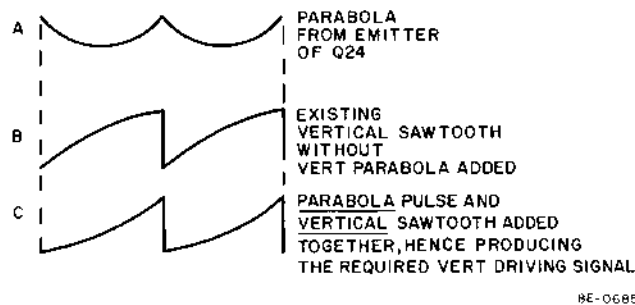 A
PARABOLA
FROM EMITTER
OF Q24
B
EXISTING
VERTICAL SAWTOOTH
WITHOUT
VERT PARABOLA ADDED
C
PARABOLA PULSE AND
VERTICAL SAWTOOTH ADDED
TOGETHER, HENCE PRODUCING
THE REQUIRED VERT DRIVING SIGNAL
BE-0685